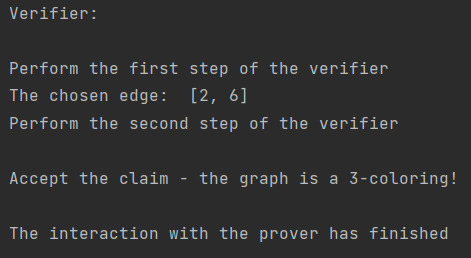 Verifier:
Perform the first step of the verifier
The chosen edge:  [2, 6]
Perform the second step of the verifier
Accept the claim - the graph is a 3-coloring!
The interaction with the prover has finished